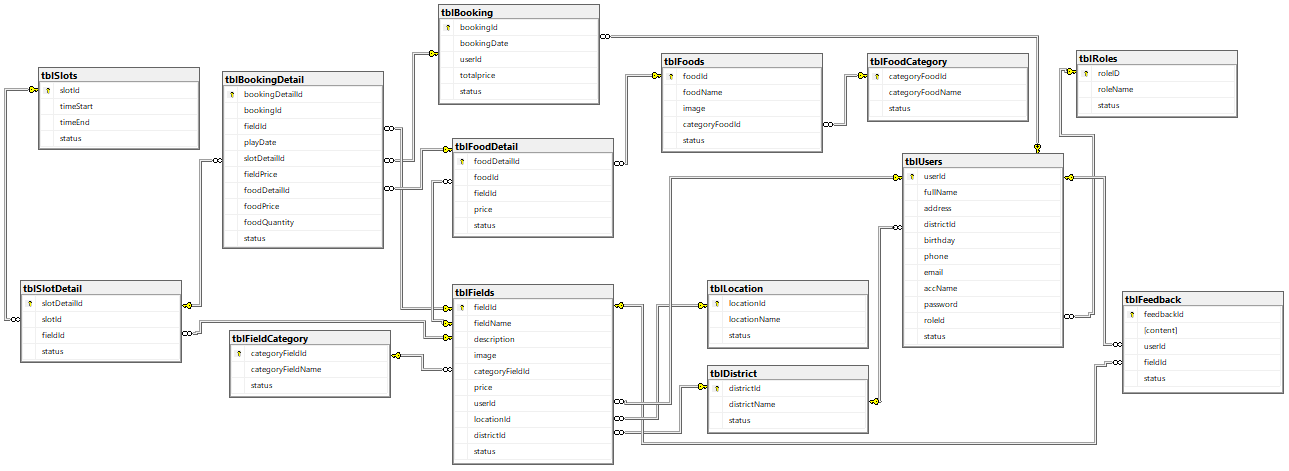 tblBooking
bookingId
bookingDate
userId
totalprice
status
tblSlots
slotId
timeStart
timeEnd
status
tblBookingDetail
bookingDetailId
bookingId
fieldId
playDate
slotDetailId
fieldPrice
foodDetailId
foodPrice
foodQuantity
status
tblFoods
foodId
foodName
image
categoryFoodId
status
tblFoodCategory
categoryFoodId
categoryFoodName
status
tblRoles
roleID
roleName
status
tblFoodDetail
foodDetailId
foodId
fieldId
price
status
tblUsers
userId
fullName
address
districtId
birthday
phone
email
accName
password
roleId
status
tblSlotDetail
slotDetailId
slotId
fieldId
status
tblFieldCategory
categoryFieldId
categoryFieldName
status
tblFields
fieldId
fieldName
description
image
categoryFieldId
price
userId
locationId
districtId
status
tblLocation
locationId
locationName
status
tblDistrict
districtId
districtName
status
tblFeedback
feedbackId
[content]
userId
fieldId
status